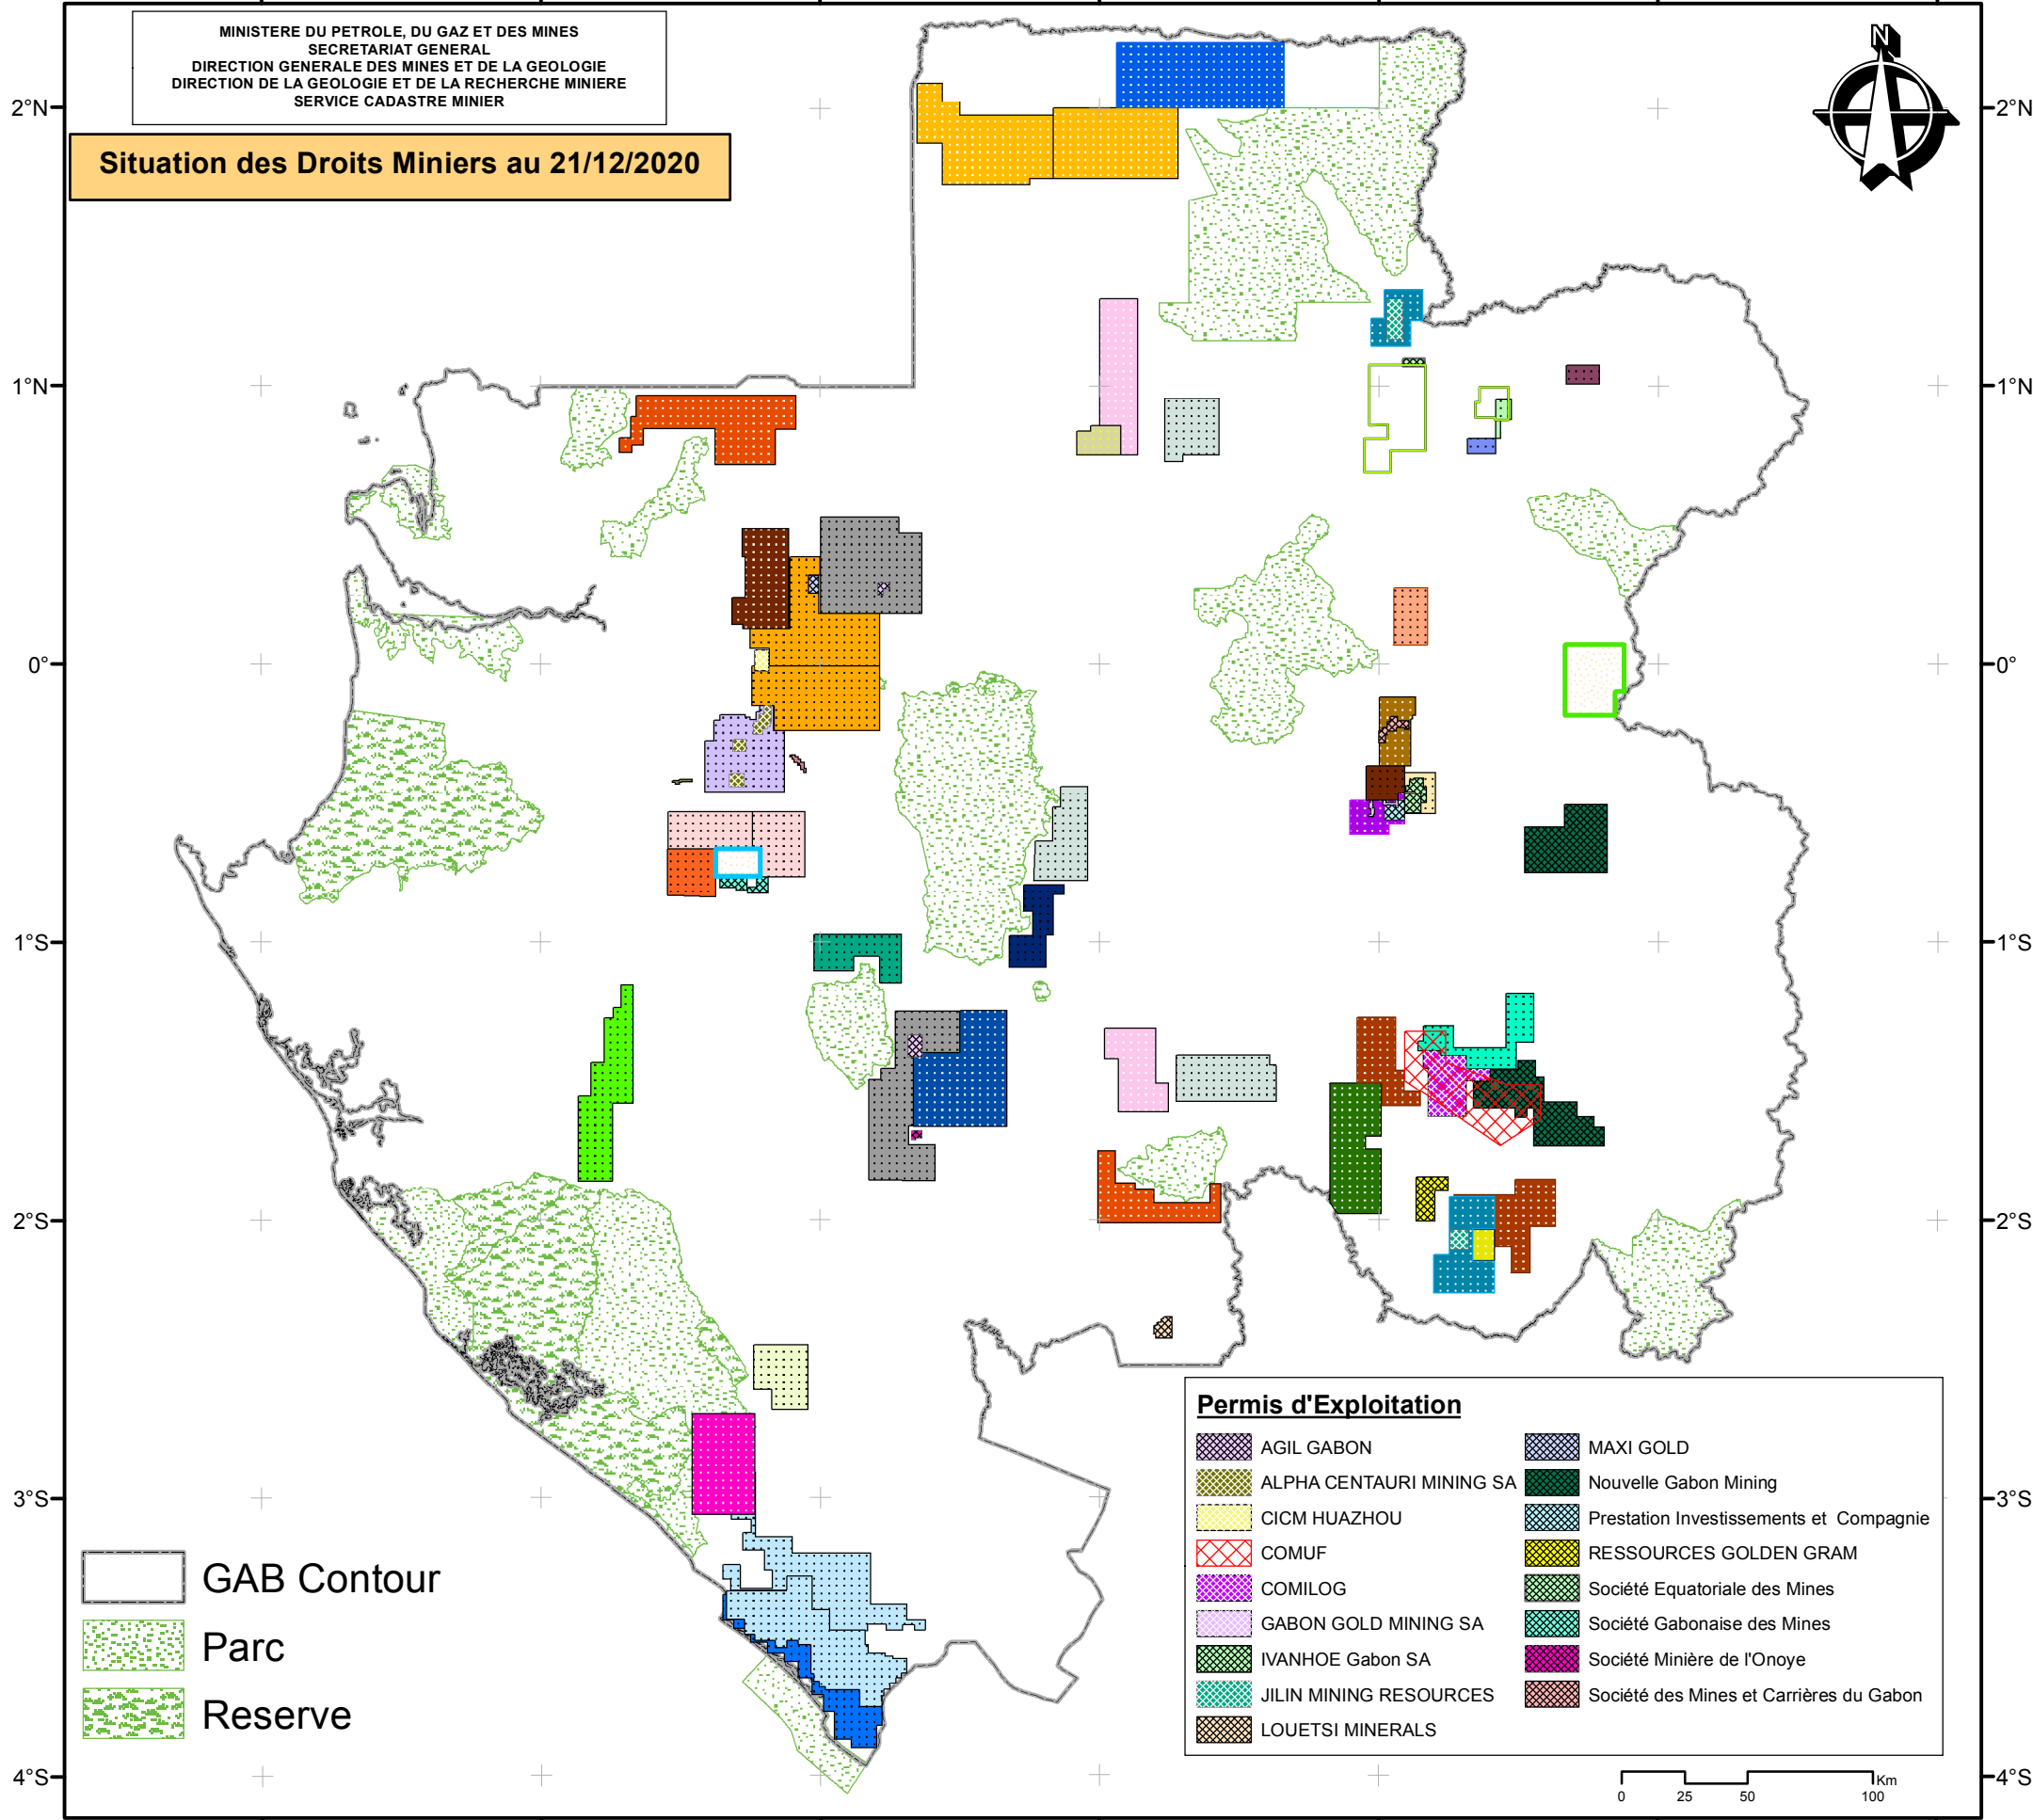 MINISTERE DU PETROLE, DU GAZ ET DES MINES
SECRETARIAT GENERAL
DIRECTION GENERALE DES MINES ET DE LA GEOLOGIE
DIRECTION DE LA GEOLOGIE ET DE LA RECHERCHE MINIERE
SERVICE CADASTRE MINIER
Situation des Droits Miniers au 21/12/2020
N
2°N
2°N
1°N
1°N
0°
0°
1°S
1°S
2°S
2°S
3°S
3°S
4°S
4°S
GAB Contour
Parc
Reserve
Permis d'Exploitation
AGIL GABON
ALPHA CENTAURI MINING SA
CICM HUAZHOU
COMUF
COMILOG
GABON GOLD MINING SA
IVANHOE Gabon SA
JILIN MINING RESOURCES
LOUETSI MINERALS
MAXI GOLD
Nouvelle Gabon Mining
Prestation Investissements et Compagnie
RESSOURCES GOLDEN GRAM
Société Equatoriale des Mines
Société Gabonaise des Mines
Société Minière de l'Onoye
Société des Mines et Carrières du Gabon
Km
0 25 50 100